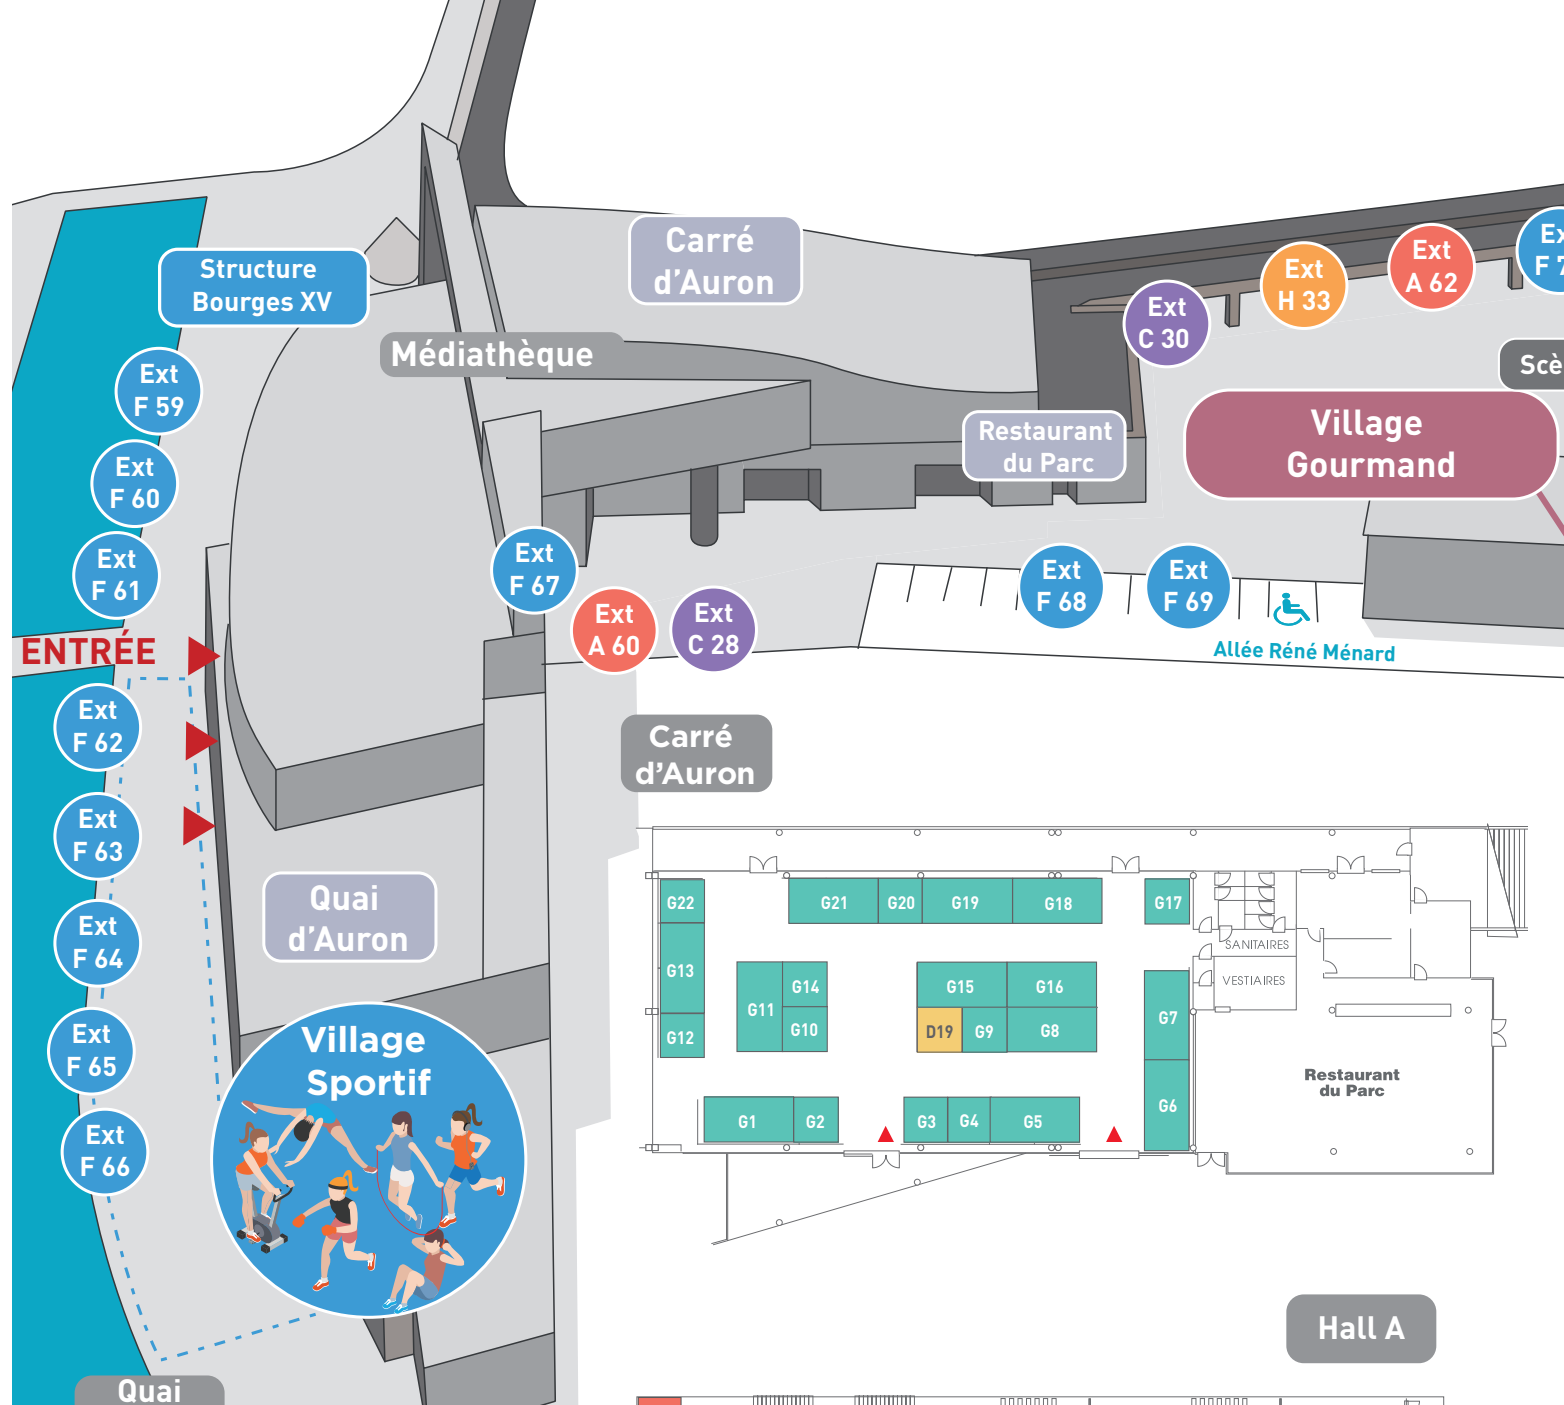 Structure
Bourges XV
Carré
d'Auron
Médiathèque
Restaurant
du Parc
Ext
C 30
Ext
H 33
Ext
A 62
Ex
F 7
Scè
Village
Gourmand
Ext
F 59
Ext
F 60
Ext
F 61
ENTRÉE
Ext
F 62
Ext
F 63
Ext
F 64
Ext
F 65
Ext
F 66
Ext
F 67
Ext
A 60
Ext
C 28
Ext
F 68
Ext
F 69
Allée Réné Ménard
Quai
d'Auron
Village
Sportif
Quai
Carré
d'Auron
G22
G21
G20
G19
G18
G17
G13
G12
G11
G14
G10
G15
G16
D19
G9
G8
G7
G6
G1
G2
G3
G4
G5
SANITAIRES
VESTIAIRES
Restaurant
du Parc
Hall A